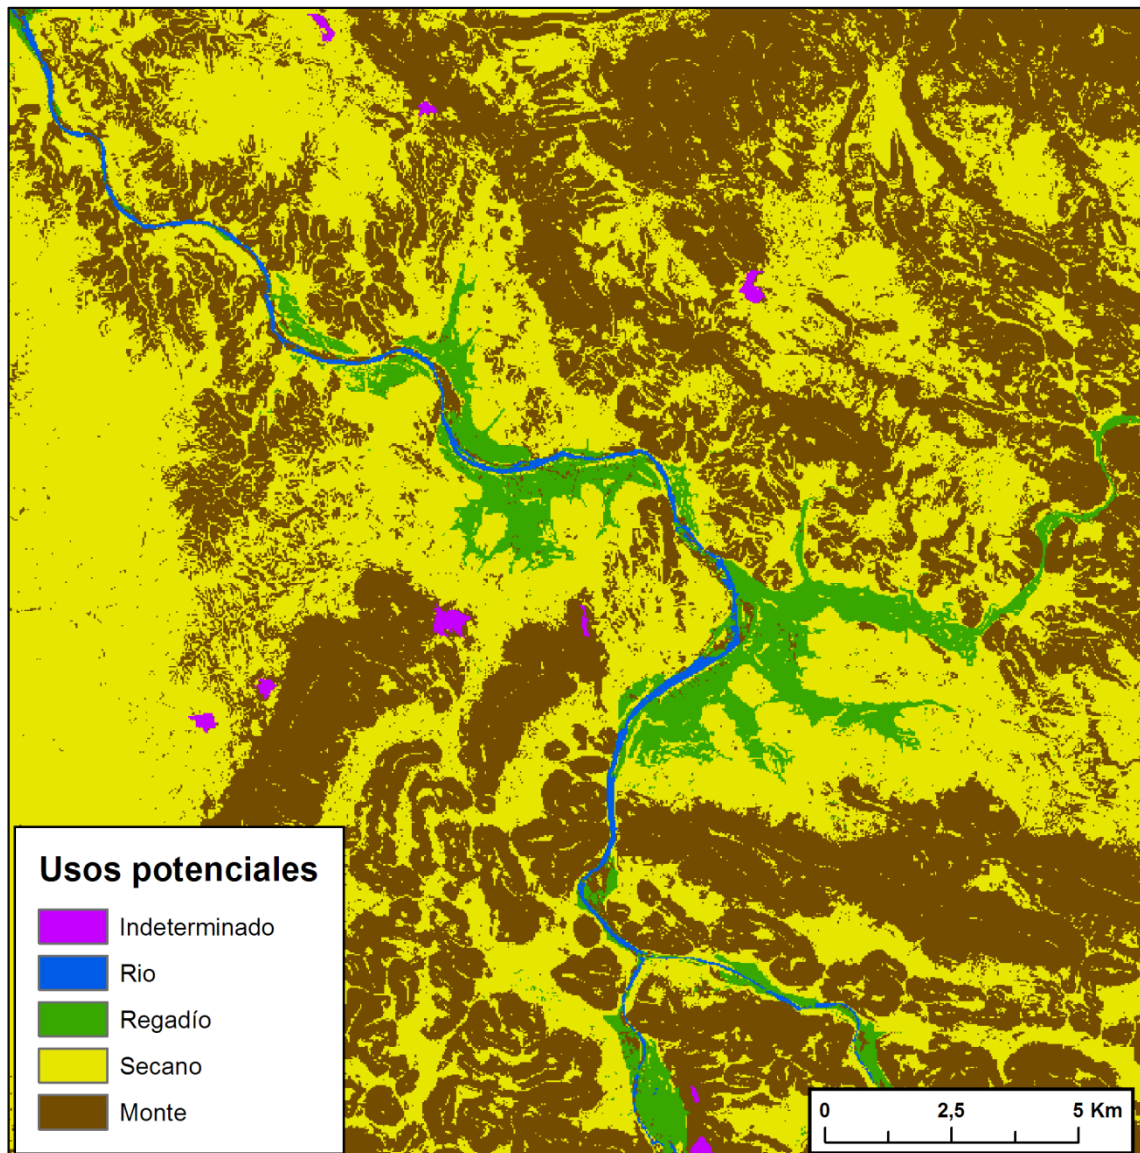 Usos potenciales
Indeterminado
Rio
Regadío
Secano
Monte
0 2,5 5 Km